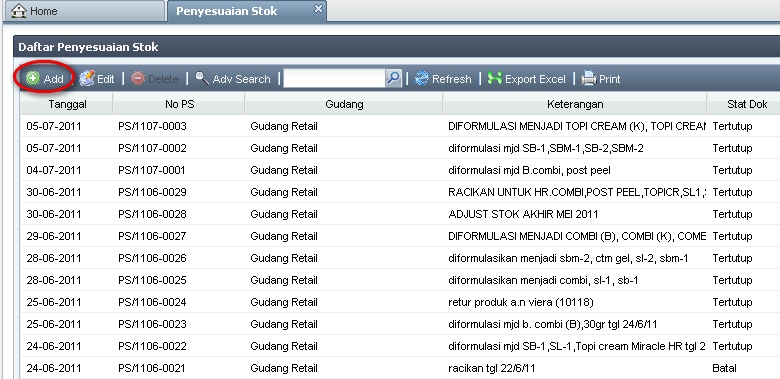 Home Penyesuaian Stok
Daftar Penyesuaian Stok
Add Edit Delete Adv Search Refresh Export Excel Print
Tanggal No PS Gudang Keterangan Stat Dok
05-07-2011 PS/1107-0003 Gudang Retail DIFORMULASI MENJADI TOPI CREAM (K), TOPI CREAM Tertutup
05-07-2011 PS/1107-0002 Gudang Retail diformulasi mjd SB-1,SBM-1,SB-2,SBM-2 Tertutup
04-07-2011 PS/1107-0001 Gudang Retail diformulasi mjd B.combi, post peel Tertutup
30-06-2011 PS/1106-0029 Gudang Retail RACIKAN UNTUK HR.COMBI,POST PEEL,TOPICR,SL1, Tertutup
30-06-2011 PS/1106-0028 Gudang Retail ADJUST STOK AKHIR MEI 2011 Tertutup
29-06-2011 PS/1106-0027 Gudang Retail DIFORMULASI MENJADI COMBI (B), COMBI (K), COME Tertutup
28-06-2011 PS/1106-0026 Gudang Retail diformulasikan menjadi sbm-2, ctm gel, sl-2, sbm-1 Tertutup
28-06-2011 PS/1106-0025 Gudang Retail diformulasikan menjadi combi, sl-1, sb-1 Tertutup
25-06-2011 PS/1106-0024 Gudang Retail retur produk a.n viera (10118) Tertutup
25-06-2011 PS/1106-0023 Gudang Retail diformulasi mjd b. combi (B),30gr tgl 24/6/11 Tertutup
24-06-2011 PS/1106-0022 Gudang Retail diformulasi mjd SB-1,SL-1,Topi cream Miracle HR tgl 2 Tertutup
24-06-2011 PS/1106-0021 Gudang Retail racikan tgl 22/6/11 Batal